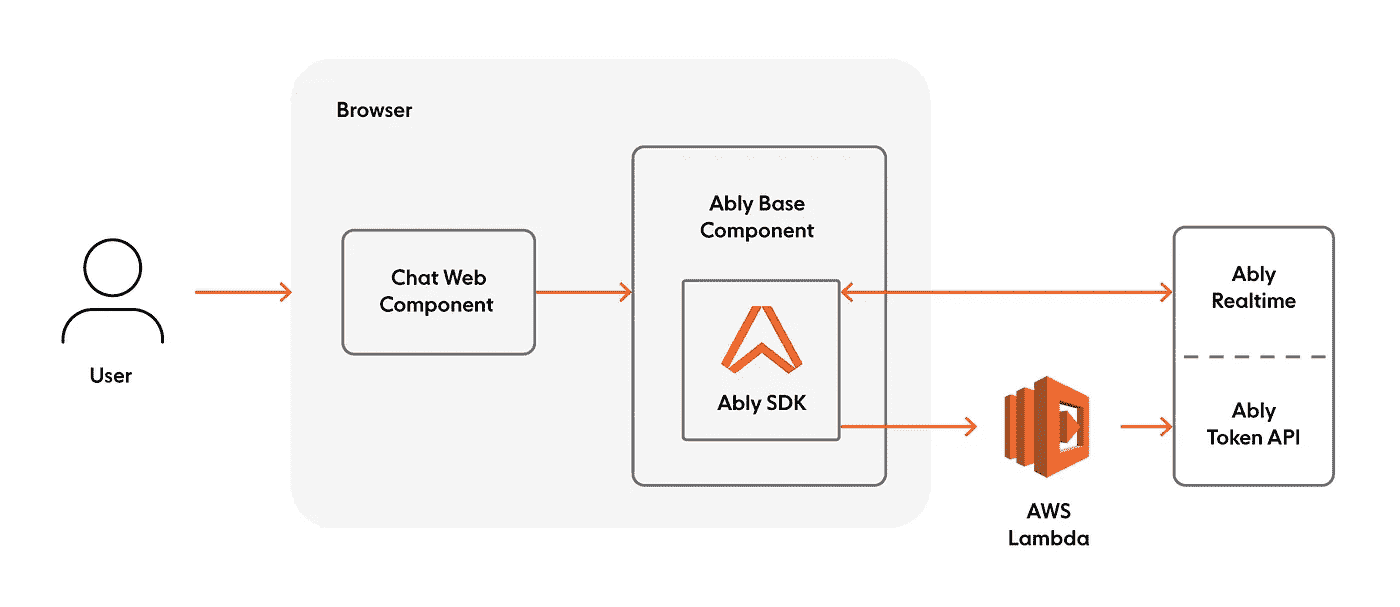 Browser
User
Chat Web
Component
Ably Base
Component
Ably SDK
AWS
Lambda
Ably
Realtime
Ably
Token API